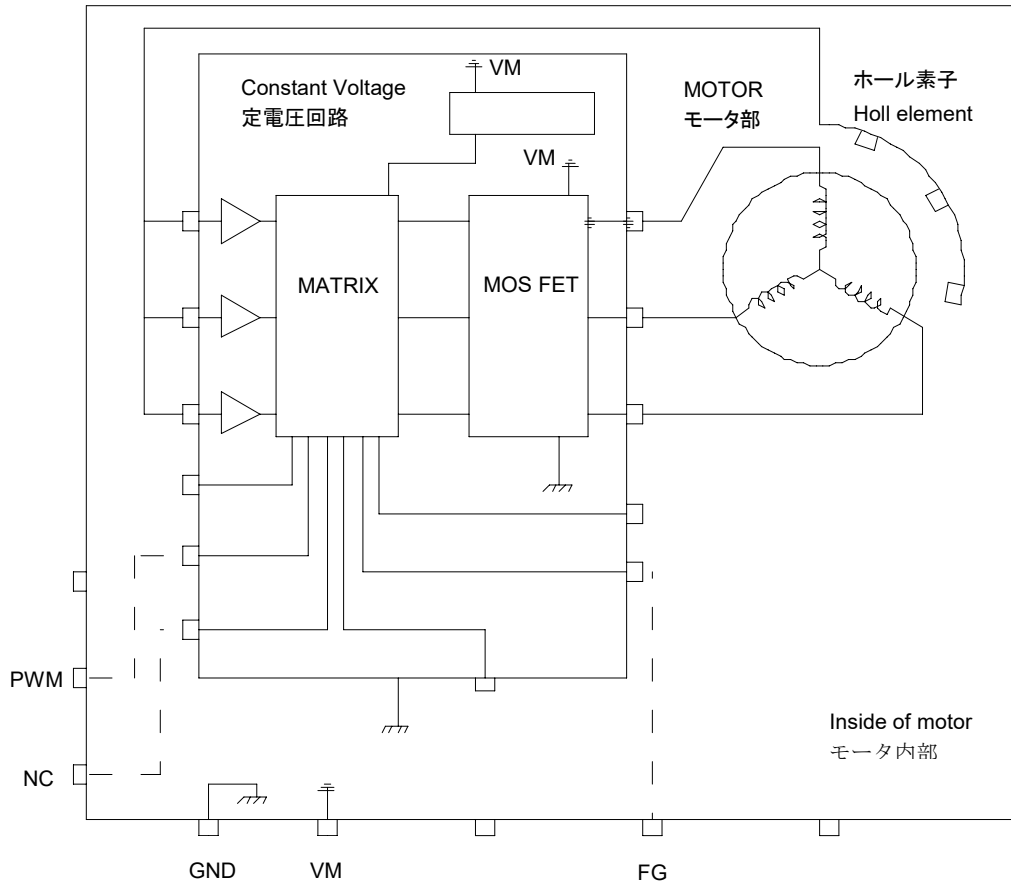 VM
Constant Voltage
定電圧回路
MOTOR
モータ部
ホール素子
Holl element
VM
MATRIX
MOS FET
PWM
NC
Inside of motor
モータ内部
GND
VM
FG